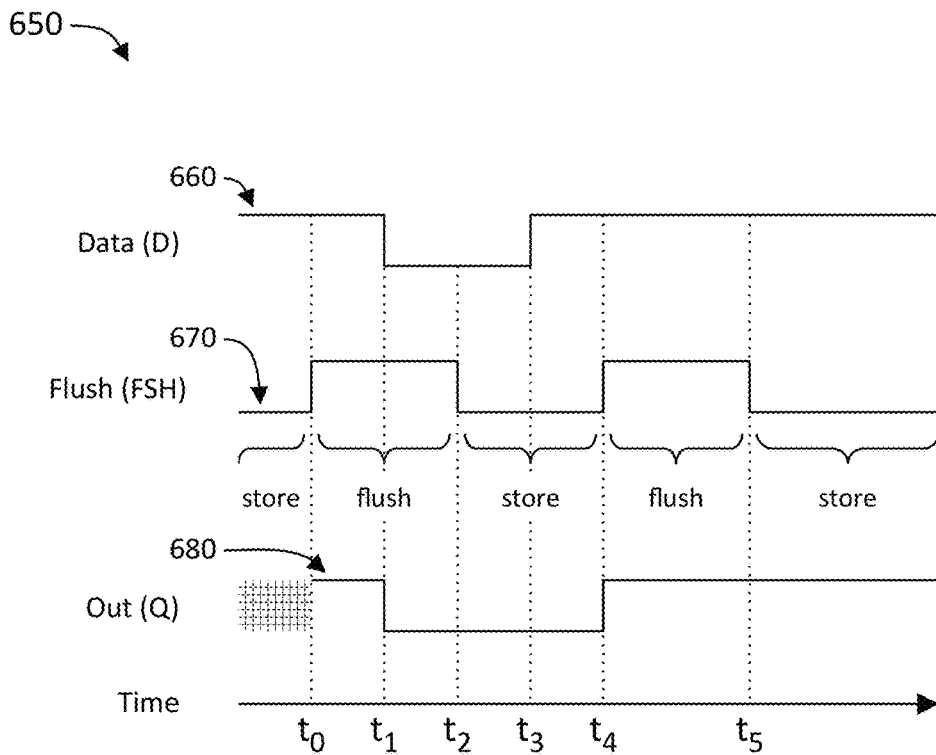 650
660
Data (D)
670
Flush (FSH)
store flush store flush store
680
Out (Q)
Time
t0 t1 t2 t3 t4 t5